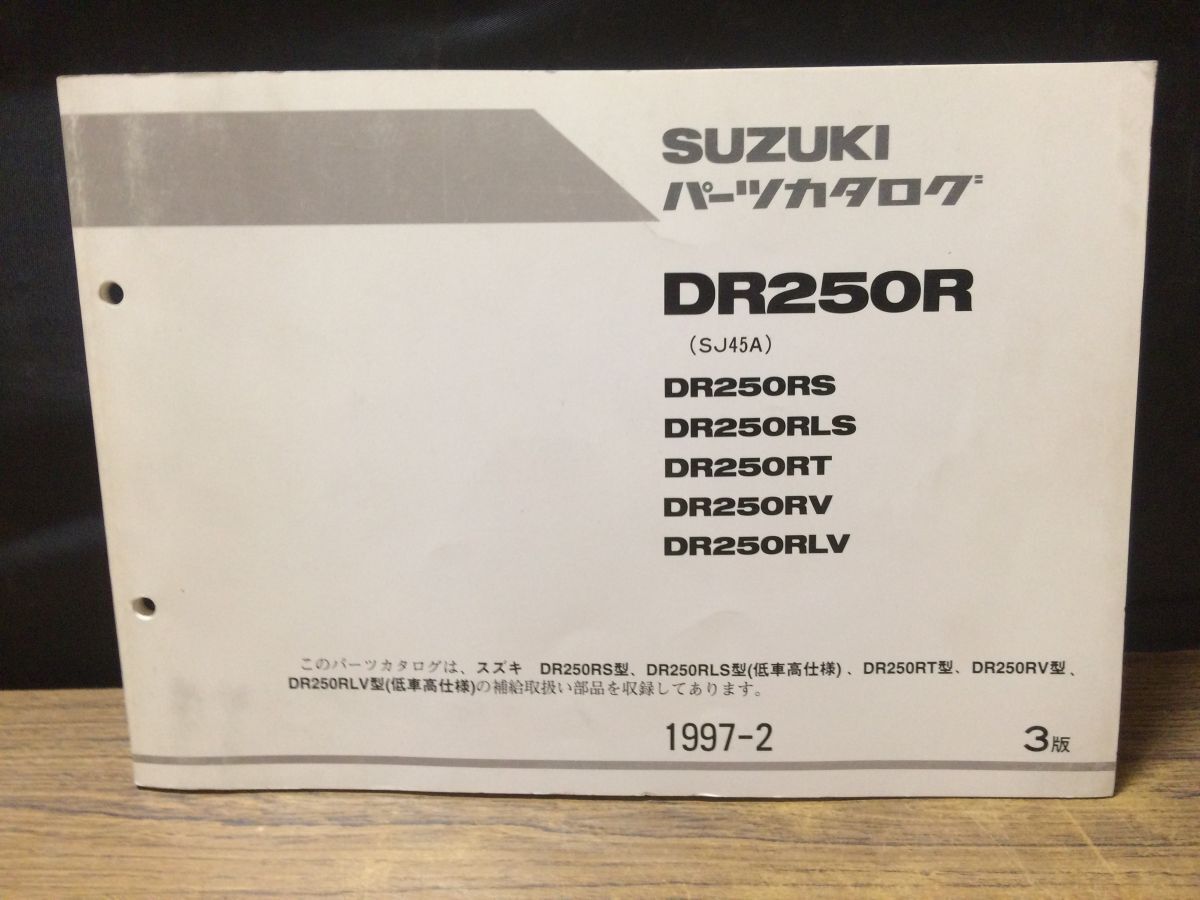 SUZUKI
パーツカタログ
DR250R
(SJ45A)
DR250RS
DR250RLS
DR250RT
DR250RV
DR250RLV
このパーツカタログは、スズキ DR250RS型、DR250RLS型(低車高仕様)、DR250RT型、DR250RV型、
DR250RLV型(低車高仕様)の補給取扱い部品を収録してあります。
1997-2 3版